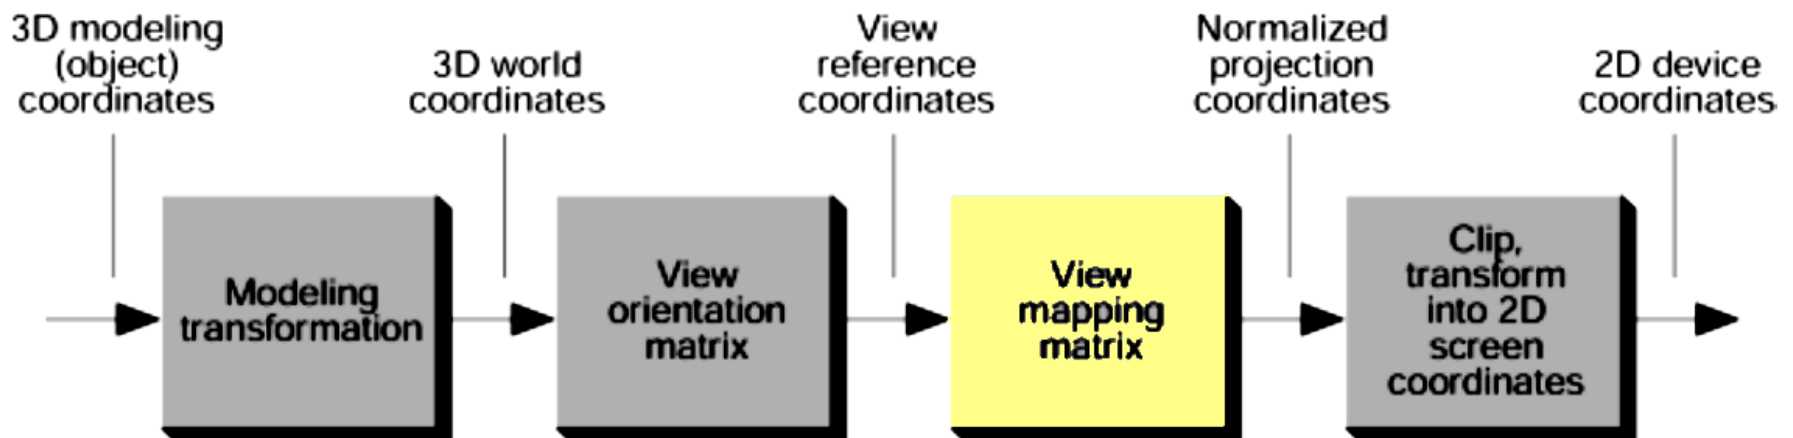 3D modeling
(object)
coordinates
3D world
coordinates
View
reference
coordinates
Normalized
projection
coordinates
2D device
coordinates
Modeling
transformation
View
orientation
matrix
View
mapping
matrix
Clip,
transform
into 2D
screen
coordinates